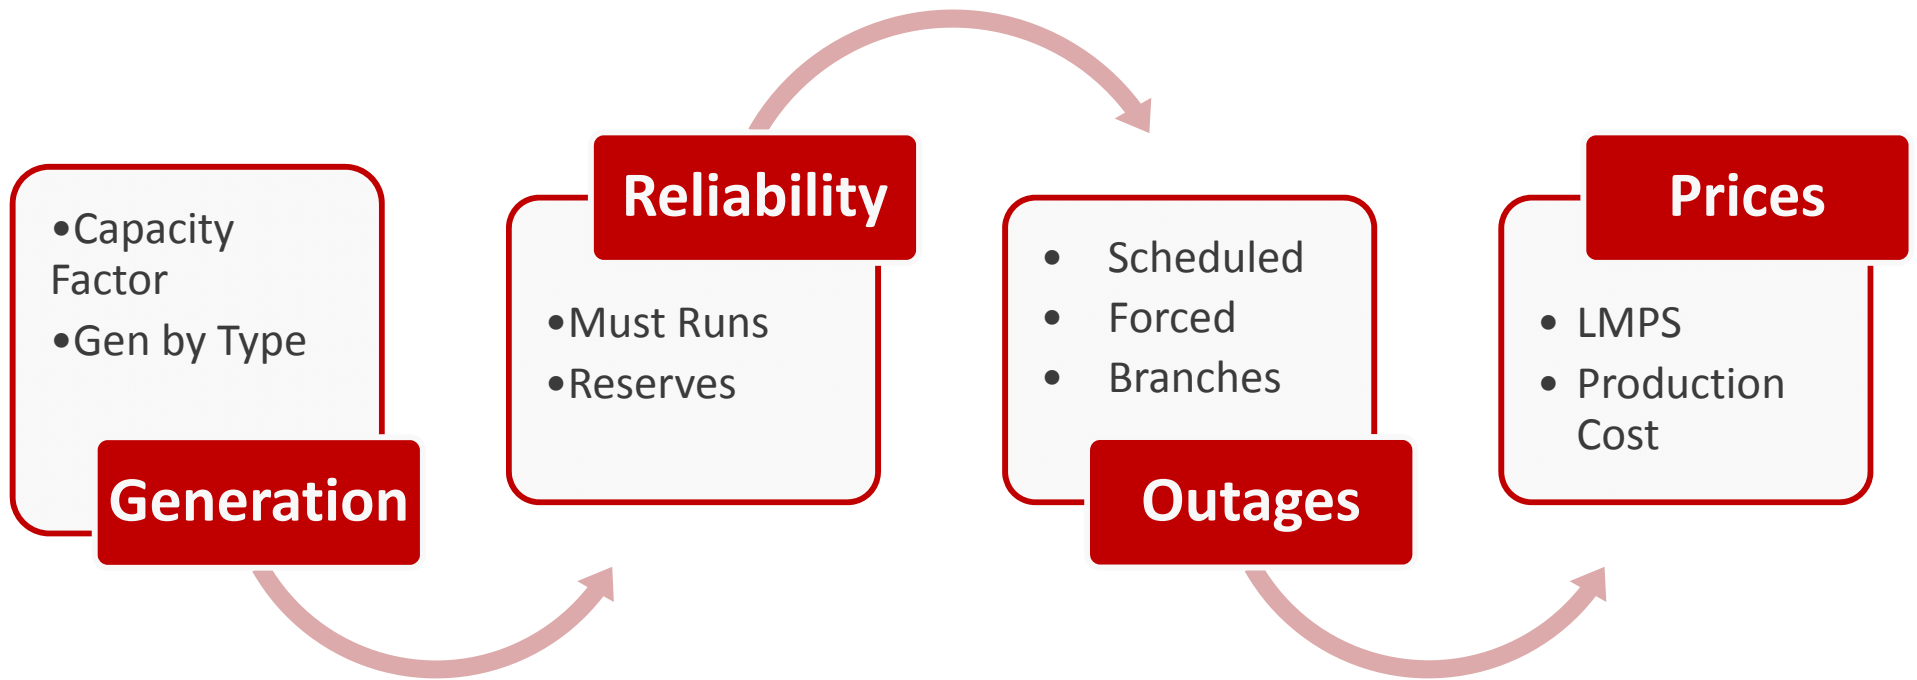 •Capacity
Factor
•Gen by Type
Generation
Reliability
•Must Runs
•Reserves
• Scheduled
• Forced
• Branches
Outages
Prices
• LMPS
• Production
Cost